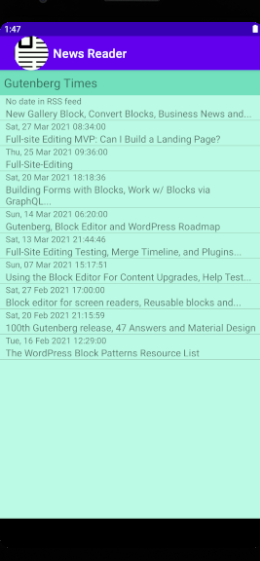 1:47
News Reader
Gutenberg Times
No date in RSS feed
New Gallery Block, Convert Blocks, Business News and...
Sat, 27 Mar 2021 08:34:00
Full-site Editing MVP: Can I Build a Landing Page?
Thu, 25 Mar 2021 09:36:00
Full-Site-Editing
Sat, 20 Mar 2021 18:18:36
Building Forms with Blocks, Work w/ Blocks via
GraphQL...
Sun, 14 Mar 2021 06:20:00
Gutenberg, Block Editor and WordPress Roadmap
Sat, 13 Mar 2021 21:44:46
Full-Site Editing Testing, Merge Timeline, and Plugins...
Sun, 07 Mar 2021 15:17:51
Using the Block Editor For Content Upgrades, Help Test...
Sat, 27 Feb 2021 17:00:00
Block editor for screen readers, Reusable blocks and...
Sat, 20 Feb 2021 21:15:59
100th Gutenberg release, 47 Answers and Material Design
Tue, 16 Feb 2021 12:29:00
The WordPress Block Patterns Resource List